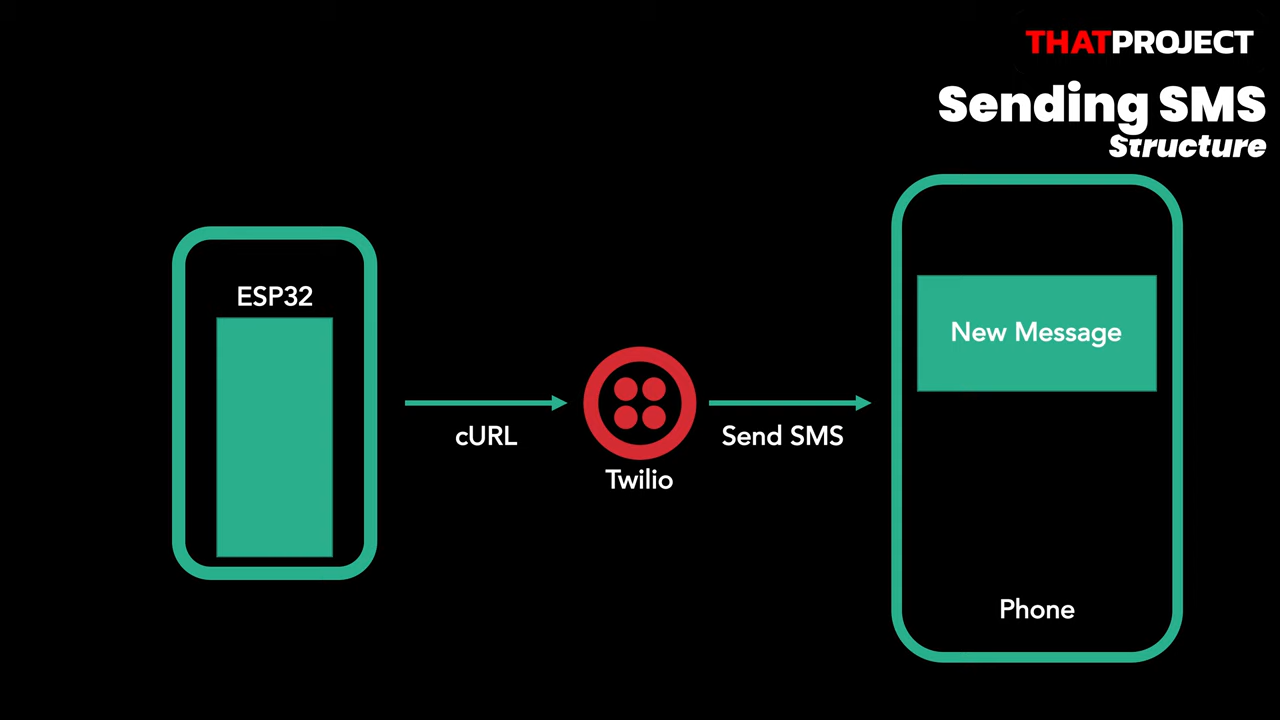 THATPROJECT
Sending SMS
Structure
ESP32
cURL
Twilio
Send SMS
New Message
Phone